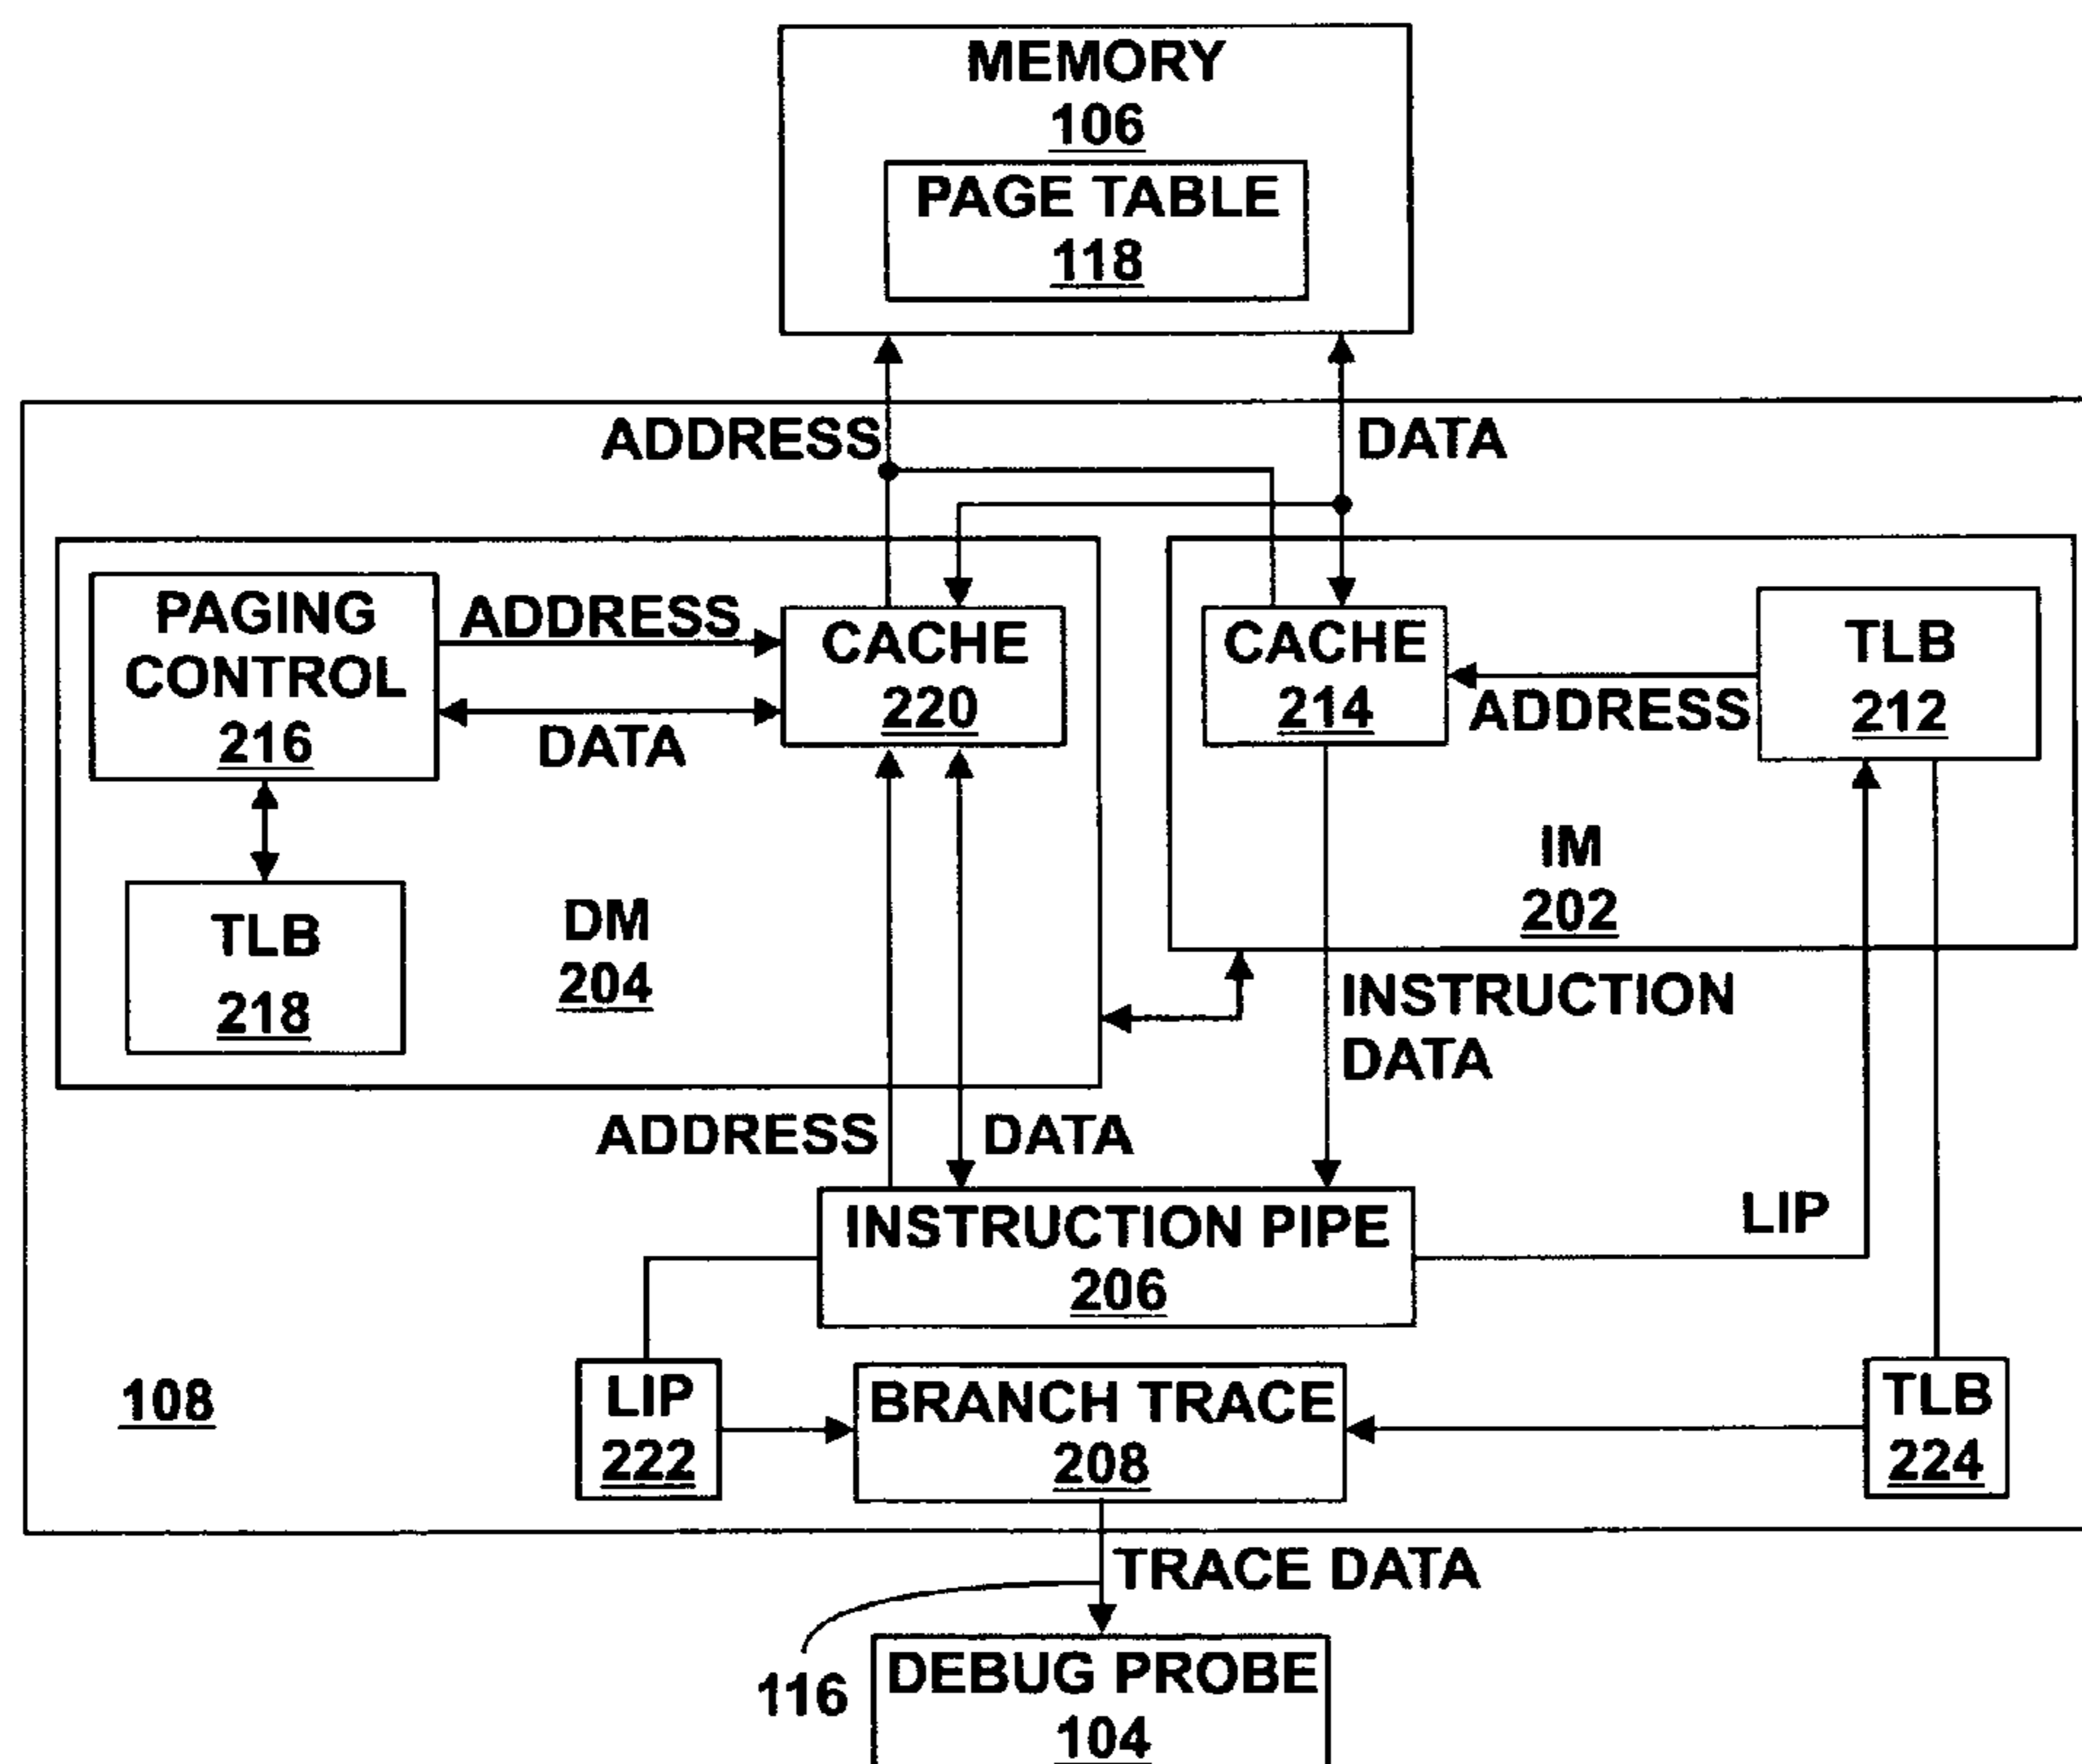 MEMORY
106
PAGE TABLE
118
ADDRESS
DATA
PAGING
CONTROL
216
ADDRESS
DATA
CACHE
220
CACHE
214
ADDRESS
TLB
212
TLB
218
DM
204
IM
202
INSTRUCTION
DATA
ADDRESS
DATA
INSTRUCTION PIPE
206
LIP
108
LIP
222
BRANCH TRACE
208
TLB
224
TRACE DATA
116
DEBUG PROBE
104